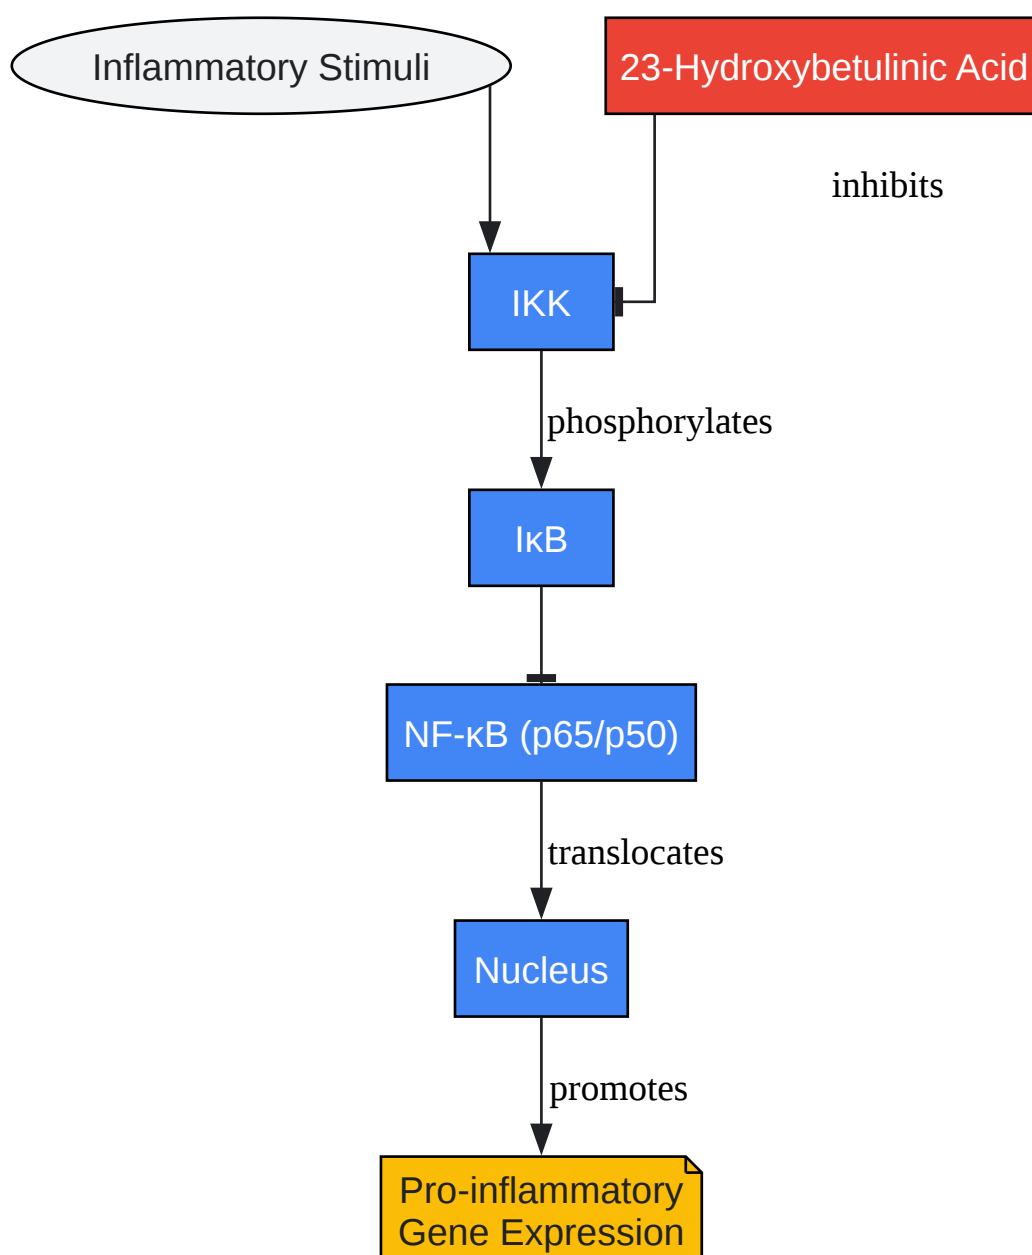 Inflammatory Stimuli
23-Hydroxybetulinic Acid
inhibits
IKK
phosphorylates
IκB
NF-κB (p65/p50)
translocates
Nucleus
promotes
Pro-inflammatory
Gene Expression